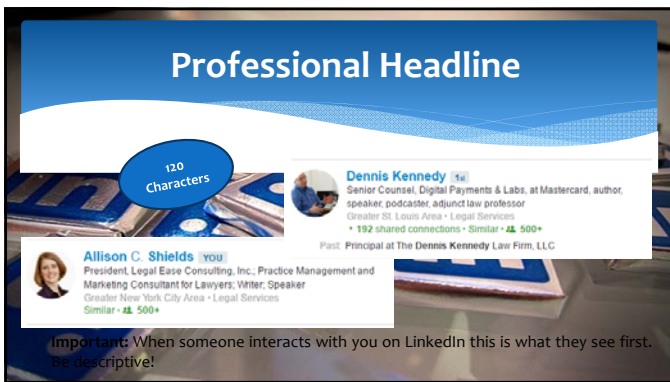 Professional Headline
120
Characters
Dennis Kennedy 1st
Senior Counsel, Digital Payments & Labs, at Mastercard, author,
speaker, podcaster, adjunct law professor
Greater St. Louis Area • Legal Services
192 shared connections • Similar • 500+
Past: Principal at The Dennis Kennedy Law Firm, LLC
Allison C. Shields YOU
President, Legal Ease Consulting, Inc.; Practice Management and
Marketing Consultant for Lawyers; Writer; Speaker
Greater New York City Area • Legal Services
Similar • 500+
Important: When someone interacts with you on LinkedIn this is what they see first.
Be descriptive!
in